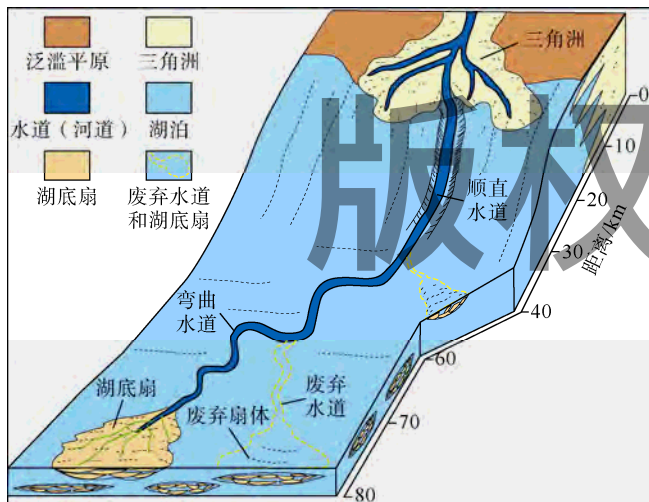 泛滥平原
三角洲
水道（河道）
湖泊
湖底扇
废弃水道
和湖底扇
三角洲
顺直
水道
弯曲
水道
湖底扇
废弃扇体
废弃
水道
0
10
20
30
40
60
70
80
距离/km
版权